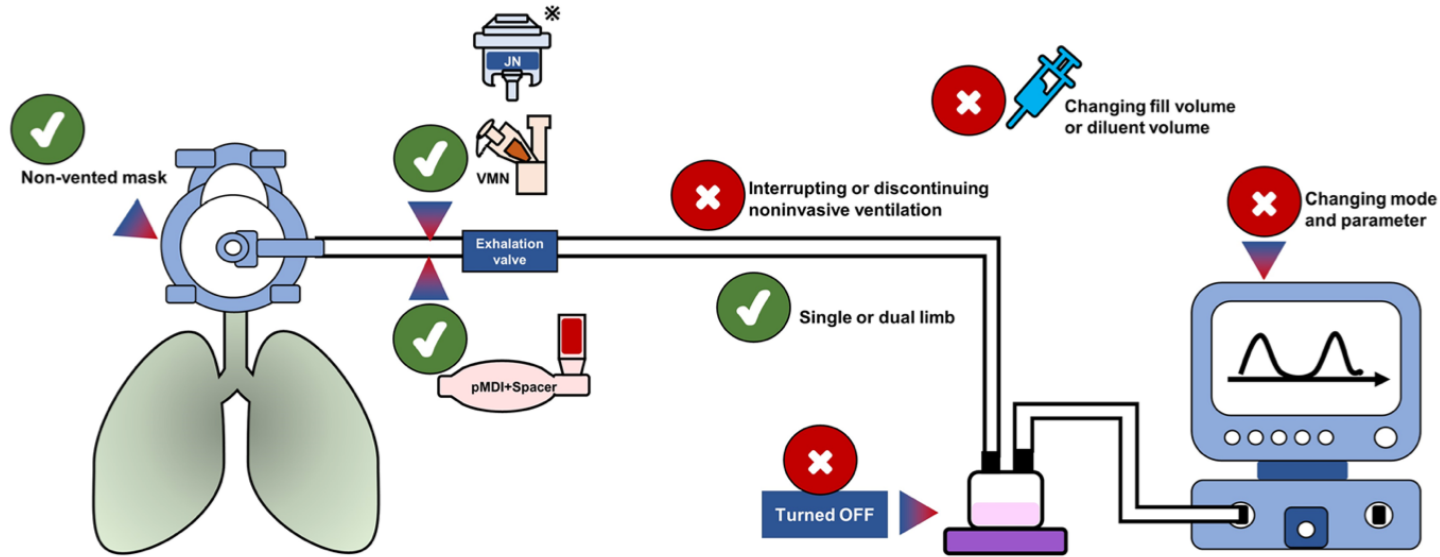 ※
JN
Non-vented mask
VMN
Changing fill volume
or diluent volume
Interrupting or discontinuing
noninvasive ventilation
Changing mode
and parameter
Exhalation
valve
Single or dual limb
pMDI+Spacer
Turned OFF